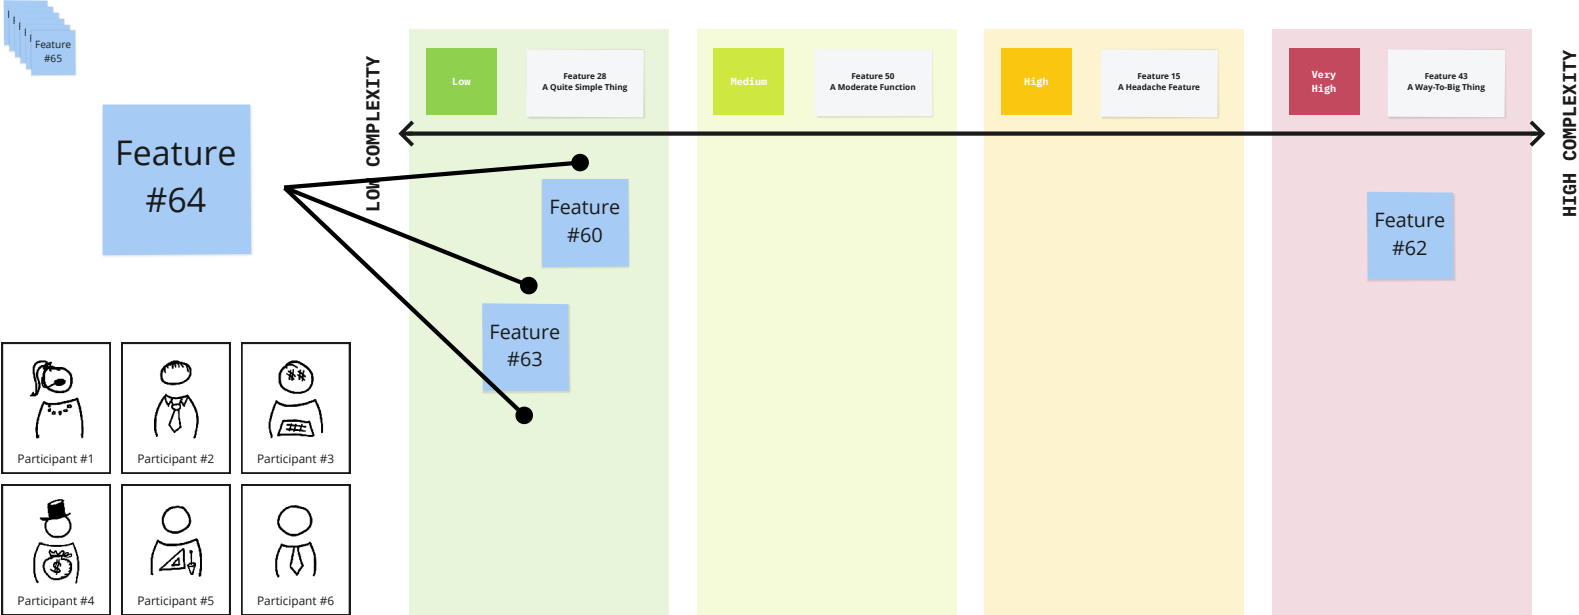 Feature
#65
Feature
#64
LOW COMPLEXITY
Low
Feature 28
A Quite Simple Thing
Medium
Feature 50
A Moderate Function
High
Feature 15
A Headache Feature
Very
High
Feature 43
A Way-To-Big Thing
HIGH COMPLEXITY
Feature
#60
Feature
#63
Feature
#62
Participant #1
Participant #2
Participant #3
$
Participant #4
Participant #5
Participant #6